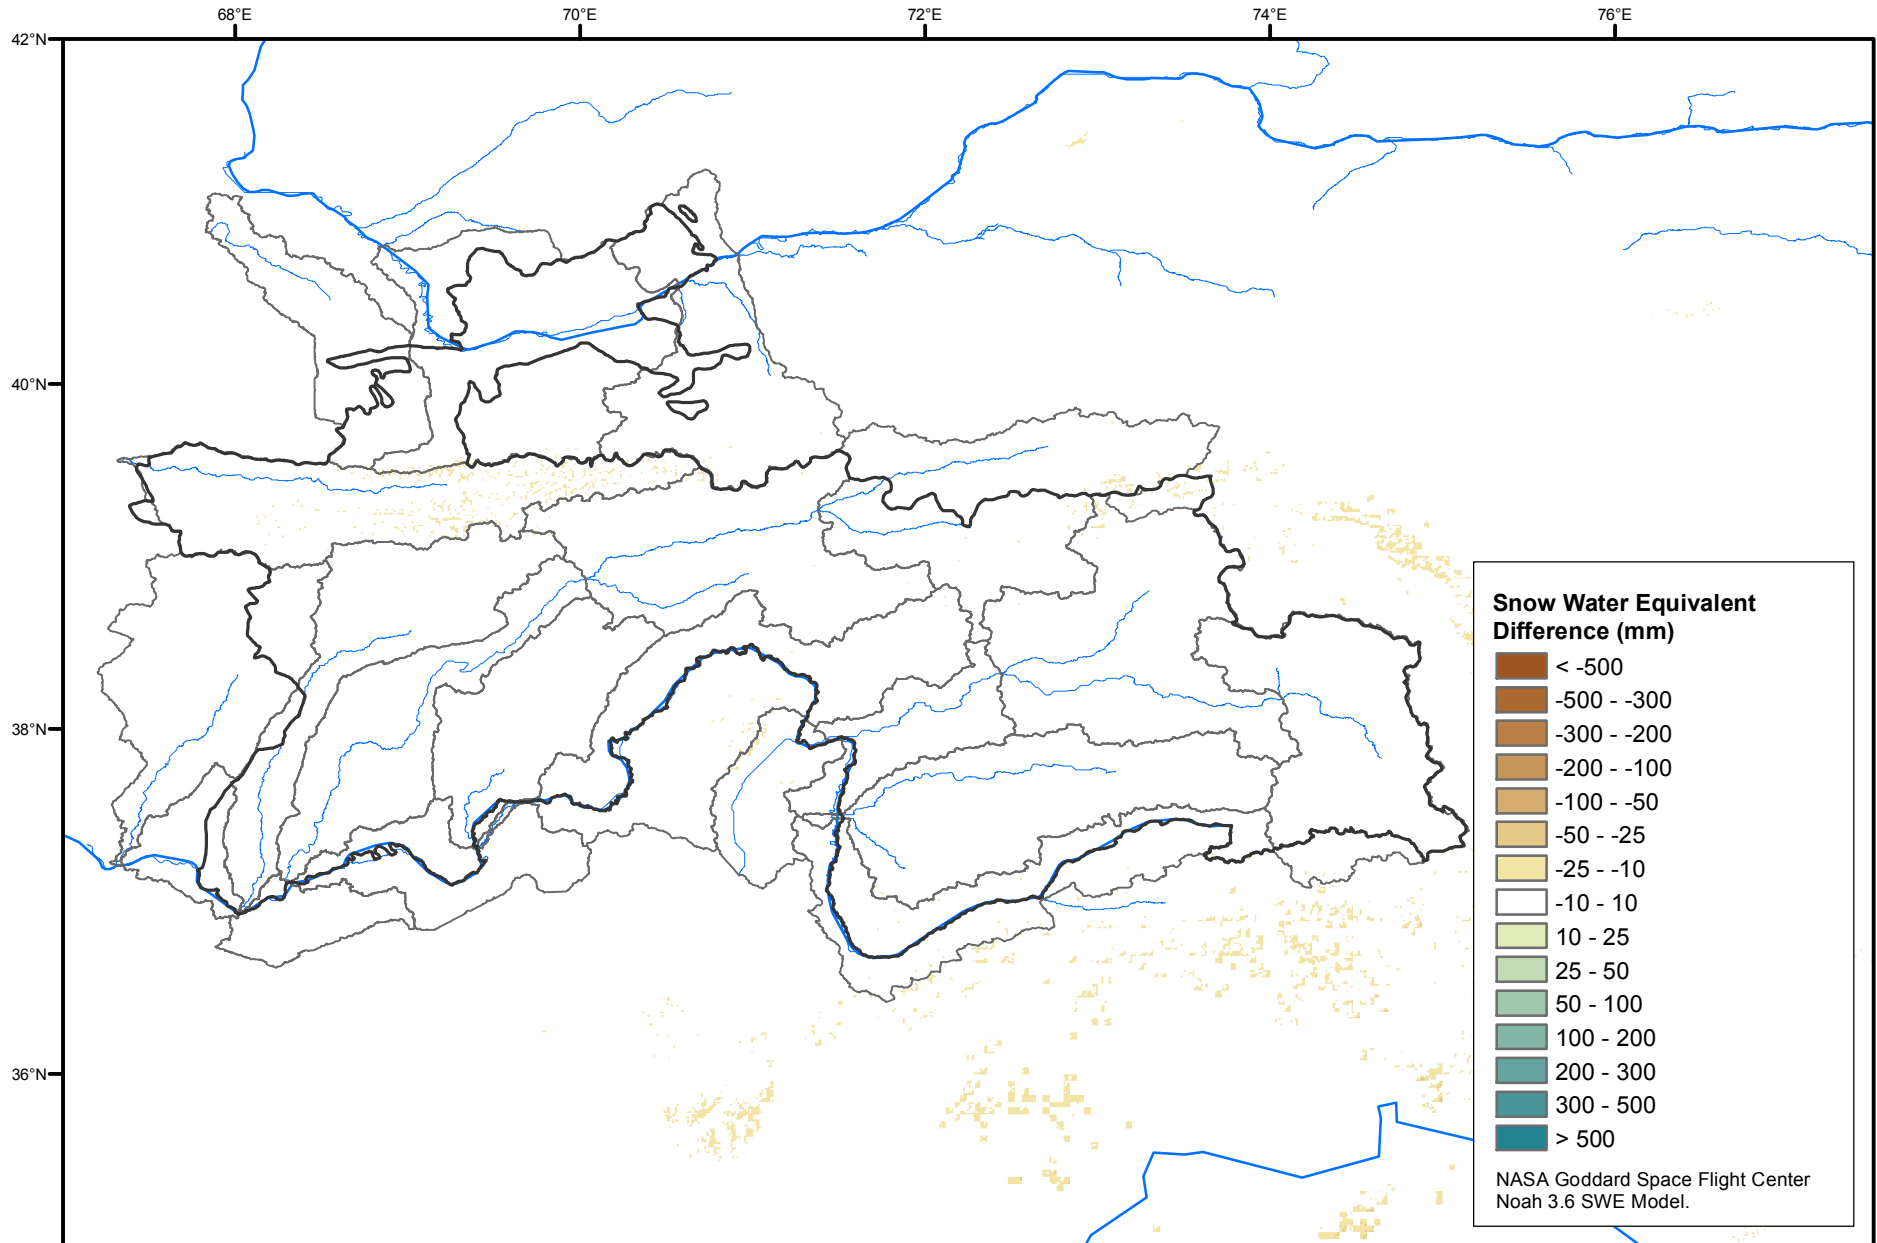 68°E
70°E
72°E
74°E
76°E
42°N
40°N
38°N
36°N
Snow Water Equivalent
Difference (mm)
< -500
-500 - -300
-300 - -200
-200 - -100
-100 - -50
-50 - -25
-25 - -10
-10 - 10
10 - 25
25 - 50
50 - 100
100 - 200
200 - 300
300 - 500
> 500
NASA Goddard Space Flight Center
Noah 3.6 SWE Model.